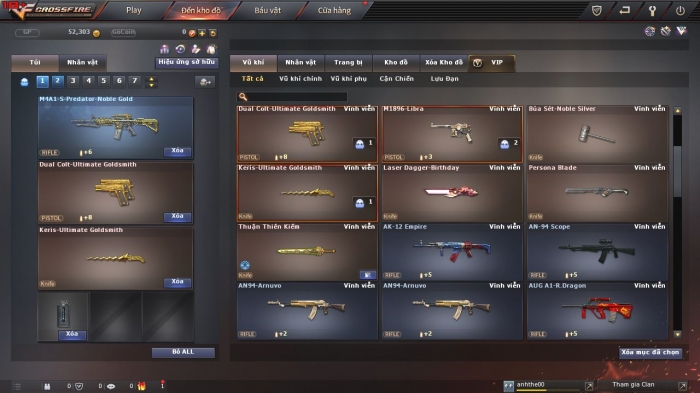 CROSSFIRE
Play
Đến kho đồ
Báu vật
Cửa hàng
GP 52,303 GoCoin 0
Túi Nhân vật Hiệu ứng sở hữu
1 2 3 4 5 6 7
M4A1-S-Predator-Noble Gold
RIFLE +6 Xóa
Dual Colt-Ultimate Goldsmith
PISTOL +8 Xóa
Keris-Ultimate Goldsmith
Knife Xóa
Xóa
Bỏ ALL
Vũ khí Nhân vật Trang bị Kho đồ Xóa Kho đồ VIP
Tất cả Vũ khí chính Vũ khí phụ Cận Chiến Lựu Đạn
Dual Colt-Ultimate Goldsmith Vĩnh viễn
PISTOL +8 1
M1896-Libra Vĩnh viễn
PISTOL +3 2
Búa Sét-Noble Silver Vĩnh viễn
Knife
Keris-Ultimate Goldsmith Vĩnh viễn
Knife 1
Laser Dagger-Birthday Vĩnh viễn
Knife
Persona Blade Vĩnh viễn
Knife
Thuận Thiên Kiếm Vĩnh viễn
Knife
AK-12 Empire Vĩnh viễn
RIFLE +5
AN-94 Scope Vĩnh viễn
RIFLE +5
AN94-Arnuvo Vĩnh viễn
RIFLE +2
AN94-Arnuvo Vĩnh viễn
RIFLE +2
AUG A1-R.Dragon Vĩnh viễn
RIFLE +5
Xóa mục đã chọn
0 0 0 1
anhthe00
Tham gia Clan